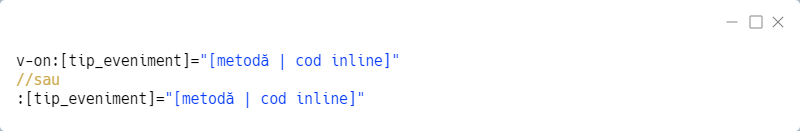 v-on:[tip_eveniment]="[metodă | cod inline]"
//sau
:[tip_eveniment]="[metodă | cod inline]"